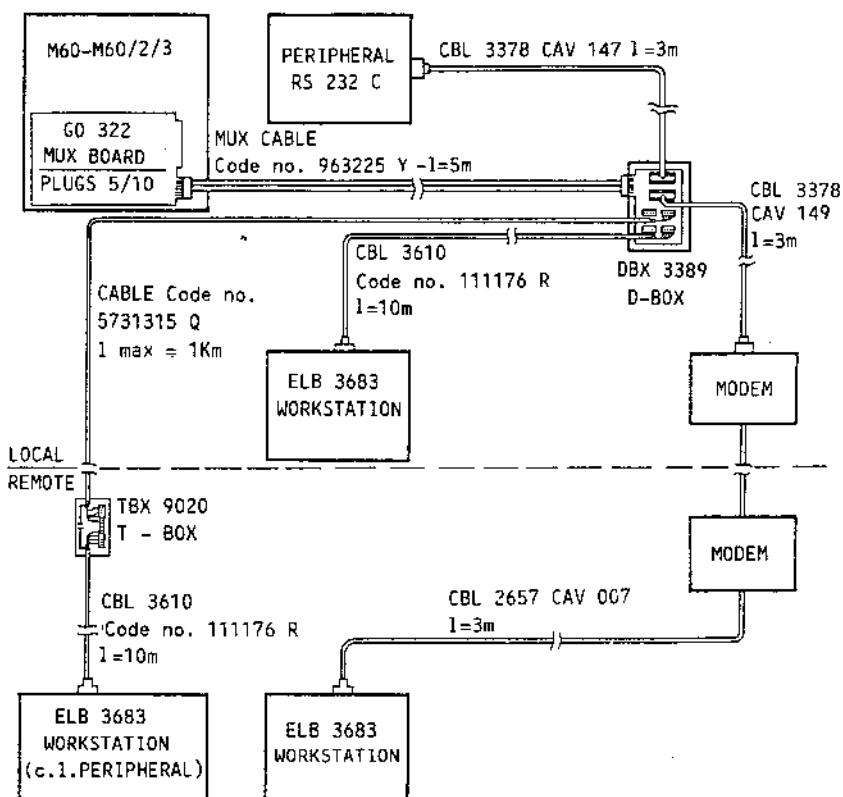 M60-M60/2/3
GO 322
MUX BOARD
PLUGS 5/10
PERIPHERAL
RS 232 C
CBL 3378 CAV 147 l=3m
MUX CABLE
Code no. 963225 Y -l=5m
CBL 3378
CAV 149
l=3m
DBX 3389
D-BOX
CBL 3610
Code no. 111176 R
l=10m
CABLE Code no.
5731315 Q
l max = 1Km
ELB 3683
WORKSTATION
MODEM
LOCAL
REMOTE
TBX 9020
T - BOX
MODEM
CBL 2657 CAV 007
l=3m
CBL 3610
Code no. 111176 R
l=10m
ELB 3683
WORKSTATION
(c.l.PERIPHERAL)
ELB 3683
WORKSTATION